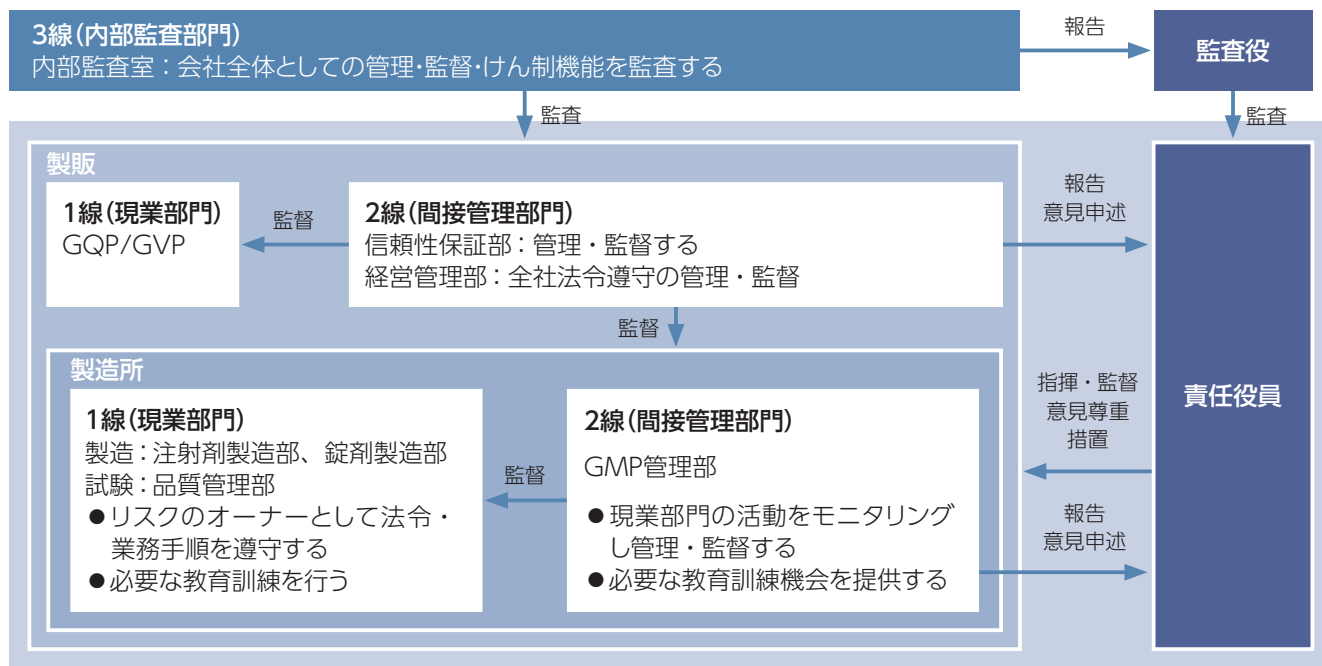 3線(内部監査部門)
内部監査室：会社全体としての管理・監督・けん制機能を監査する
報告
監査役
監査
監査
製販
1線(現業部門)
GQP/GVP
監督
2線(間接管理部門)
信頼性保証部：管理・監督する
経営管理部：全社法令遵守の管理・監督
報告
意見申述
監督
製造所
1線(現業部門)
製造：注射剤製造部、錠剤製造部
試験：品質管理部
●リスクのオーナーとして法令・
業務手順を遵守する
●必要な教育訓練を行う
監督
2線(間接管理部門)
GMP管理部
●現業部門の活動をモニタリング
し管理・監督する
●必要な教育訓練機会を提供する
指揮・監督
意見尊重
措置
報告
意見申述
責任役員